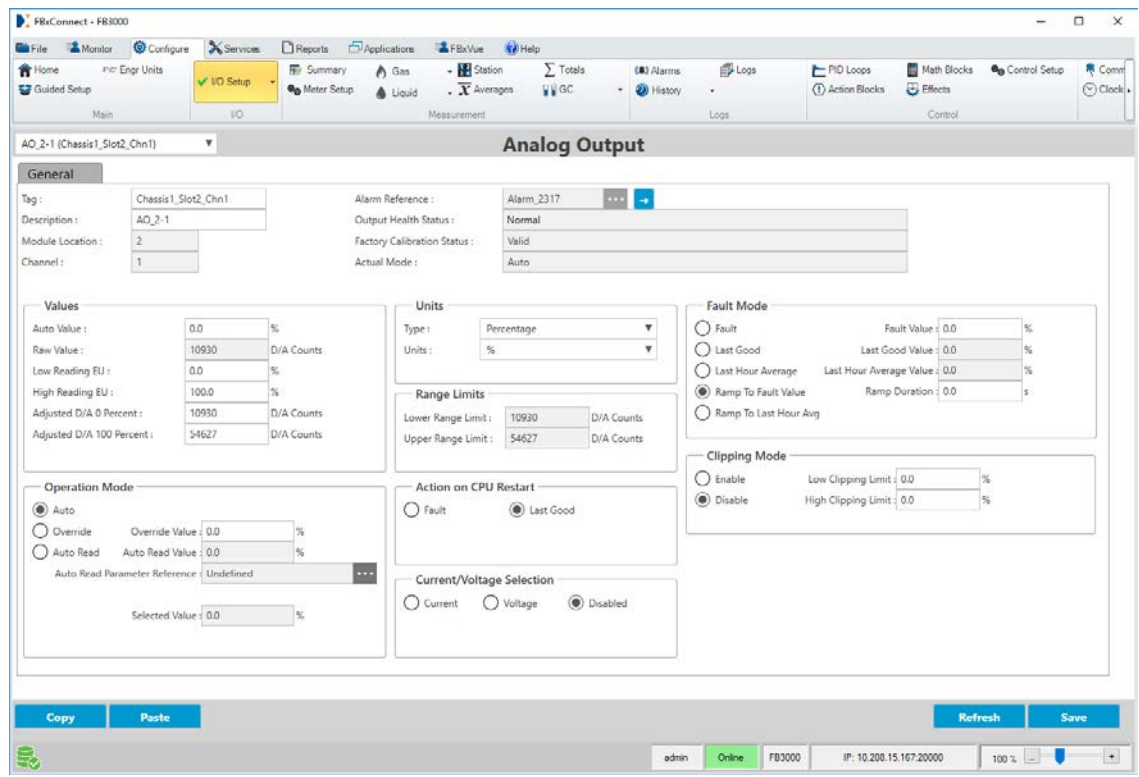 FBxConnect - FB3000
File Monitor Configure Services Reports Applications FBxVue Help
Home Engr Units I/O Setup Summary Gas Station Totals Alarms Logs PID Loops Math Blocks Control Setup Comm
Guided Setup Meter Setup Liquid Averages GC History Action Blocks Effects Clock
Main I/O Measurement Logs Control
AO_2-1 (Chassis1_Slot2_Chn1) Analog Output
General
Tag : Chassis1_Slot2_Chn1 Alarm Reference : Alarm_2317
Description : AO_2-1 Output Health Status : Normal
Module Location : 2 Factory Calibration Status : Valid
Channel : 1 Actual Mode : Auto
Values
Auto Value : 0.0 %
Raw Value : 10930 D/A Counts
Low Reading EU : 0.0 %
High Reading EU : 100.0 %
Adjusted D/A 0 Percent : 10930 D/A Counts
Adjusted D/A 100 Percent : 54627 D/A Counts
Units
Type : Percentage
Units : %
Range Limits
Lower Range Limit : 10930 D/A Counts
Upper Range Limit : 54627 D/A Counts
Fault Mode
Fault Fault Value : 0.0 %
Last Good Last Good Value : 0.0 %
Last Hour Average Last Hour Average Value : 0.0 %
Ramp To Fault Value Ramp Duration : 0.0 s
Ramp To Last Hour Avg
Operation Mode
Auto
Override Override Value : 0.0 %
Auto Read Auto Read Value : 0.0 %
Auto Read Parameter Reference : Undefined
Selected Value : 0.0 %
Action on CPU Restart
Fault Last Good
Current/Voltage Selection
Current Voltage Disabled
Clipping Mode
Enable Low Clipping Limit : 0.0 %
Disable High Clipping Limit : 0.0 %
Copy Paste Refresh Save
admin Online FB3000 IP: 10.208.15.167:20000 100 %